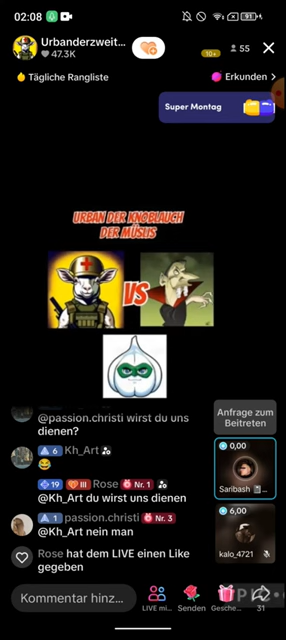 02:08
91
Urbanderzweit...
47.3K
10+
55
Tägliche Rangliste
Erkunden >
Super Montag
URBAN DER KNOBLAUCH
DER MÜSLIS
VS
@passion.christi wirst du uns
dienen?
Anfrage zum
Beitreten
6 Kh_Art
😂
0,00
Saribash
19 III Rose Nr. 1
@Kh_Art du wirst uns dienen
1 passion.christi Nr. 3
@Kh_Art nein man
6,00
kalo_4721
Rose hat dem LIVE einen Like
gegeben
Kommentar hinz...
LIVE mi...
Senden
Gesche...
31